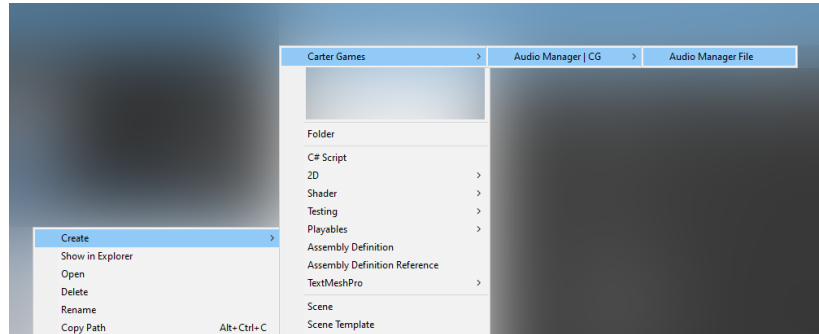 Carter Games > Audio Manager | CG > Audio Manager File
Folder
C# Script
2D >
Shader >
Testing >
Playables >
Create > Assembly Definition
Show in Explorer Assembly Definition Reference
Open TextMeshPro >
Delete
Rename Scene
Copy Path Alt+Ctrl+C Scene Template